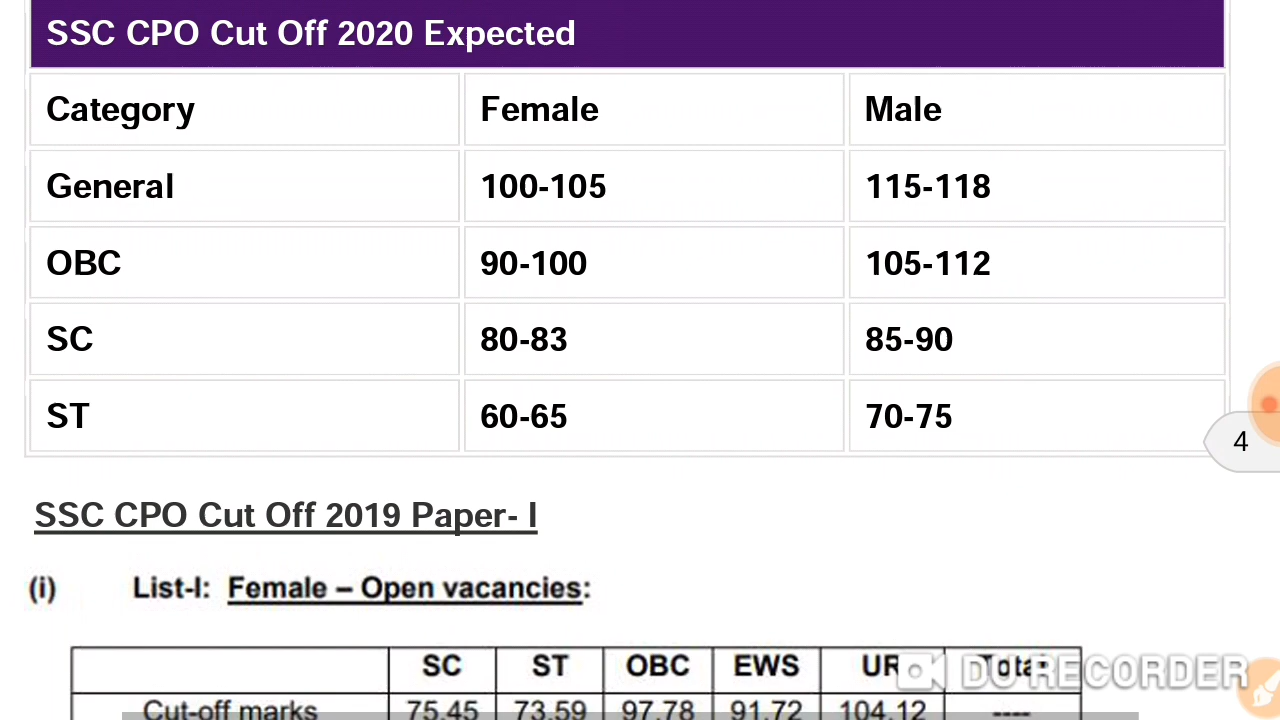 SSC CPO Cut Off 2020 Expected
Category Female Male
General 100-105 115-118
OBC 90-100 105-112
SC 80-83 85-90
ST 60-65 70-75
4
SSC CPO Cut Off 2019 Paper- I
(i) List-I: Female – Open vacancies:
SC ST OBC EWS UR Total
DU RECORDER
Cut-off marks 75.45 73.59 97.78 91.72 104.12 ----